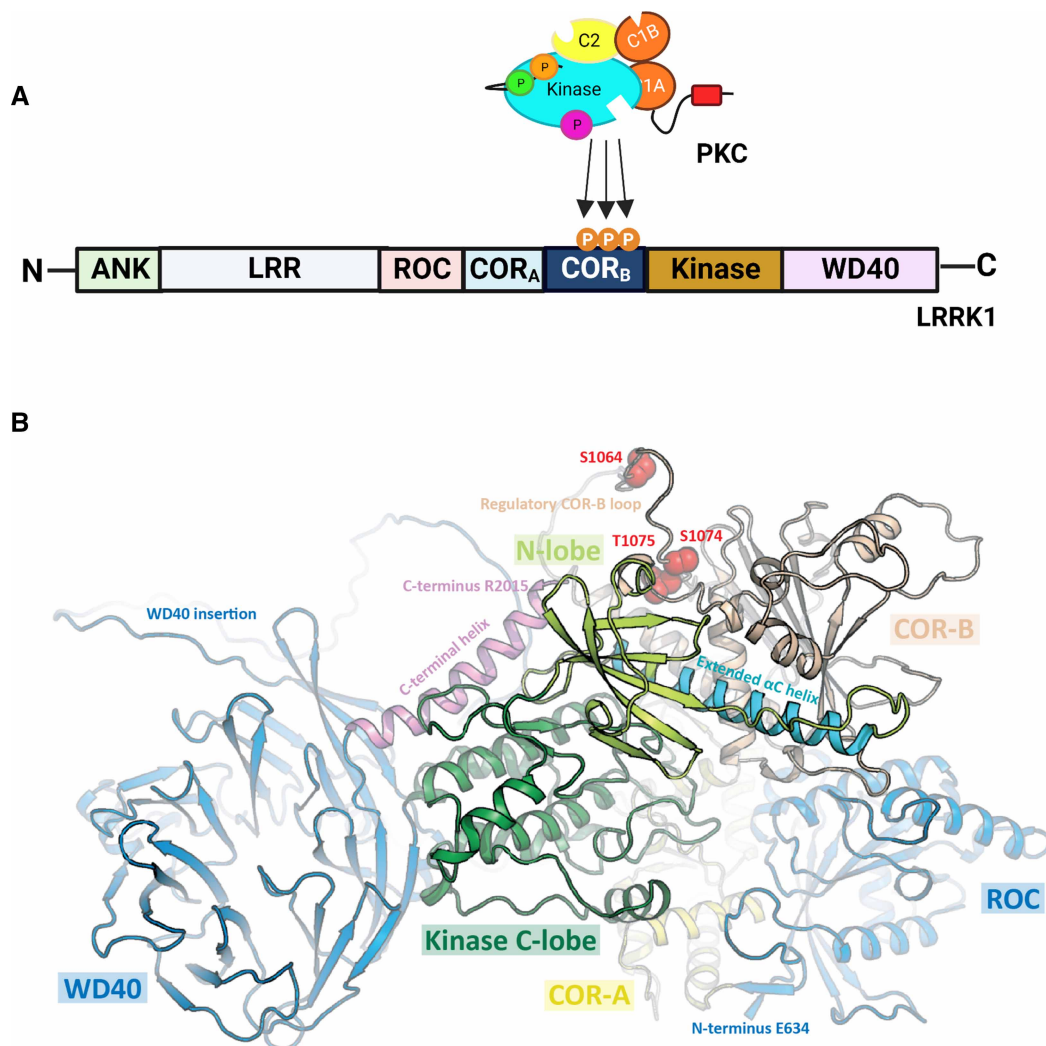 A
C2
C1B
P
P
Kinase
1A
P
PKC
P P P
N
ANK
LRR
ROC
CORA
CORB
Kinase
WD40
C
LRRK1
B
S1064
Regulatory COR-B loop
N-lobe
T1075
S1074
C-terminus R2015
WD40 insertion
C-terminal helix
COR-B
Extended αC helix
ROC
Kinase C-lobe
WD40
COR-A
N-terminus E634